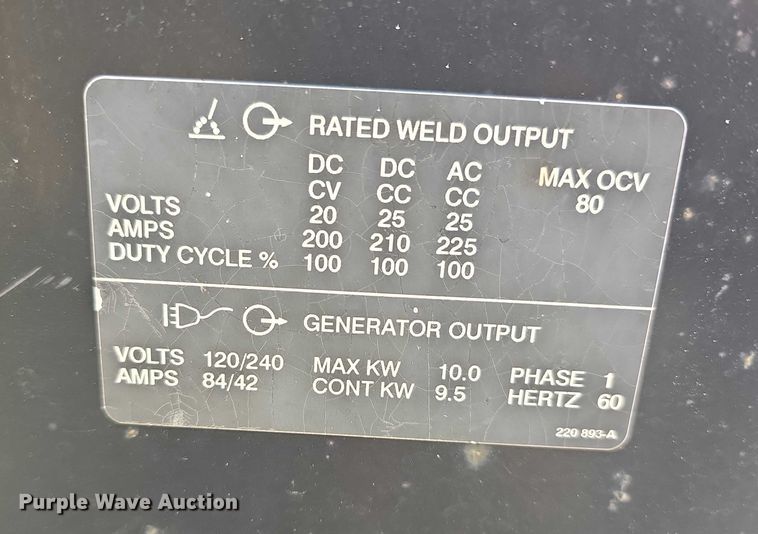 RATED WELD OUTPUT
DC DC AC MAX OCV
CV CC CC 80
VOLTS 20 25 25
AMPS 200 210 225
DUTY CYCLE % 100 100 100
GENERATOR OUTPUT
VOLTS 120/240 MAX KW 10.0 PHASE 1
AMPS 84/42 CONT KW 9.5 HERTZ 60
220 893-A
Purple Wave Auction